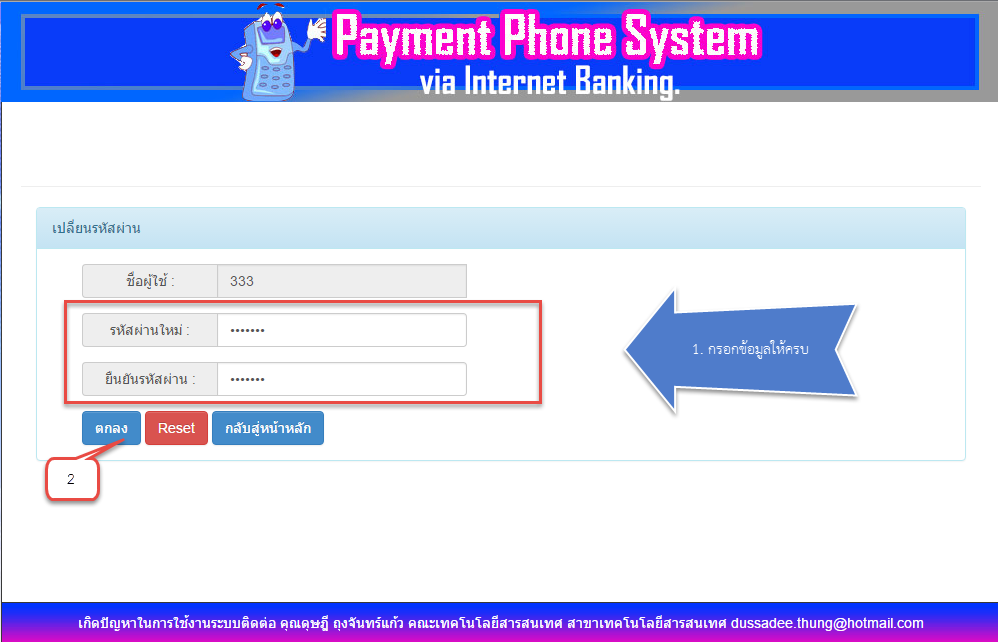 Payment Phone System
via Internet Banking.
เปลี่ยนรหัสผ่าน
ชื่อผู้ใช้ : 333
รหัสผ่านใหม่ : •••••••
1. กรอกข้อมูลให้ครบ
ยืนยันรหัสผ่าน : •••••••
ตกลง Reset กลับสู่หน้าหลัก
2
เกิดปัญหาในการใช้งานระบบติดต่อ คุณดุษฎี ถุงจันทร์แก้ว คณะเทคโนโลยีสารสนเทศ สาขาเทคโนโลยีสารสนเทศ dussadee.thung@hotmail.com